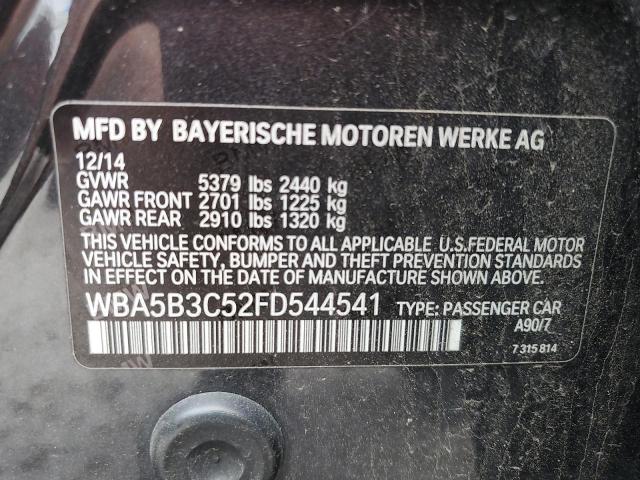 MFD BY BAYERISCHE MOTOREN WERKE AG
12/14
GVWR 5379 lbs 2440 kg
GAWR FRONT 2701 lbs 1225 kg
GAWR REAR 2910 lbs 1320 kg
THIS VEHICLE CONFORMS TO ALL APPLICABLE U.S.FEDERAL MOTOR
VEHICLE SAFETY, BUMPER AND THEFT PREVENTION STANDARDS
IN EFFECT ON THE DATE OF MANUFACTURE SHOWN ABOVE.
WBA5B3C52FD544541 TYPE: PASSENGER CAR
A90/7
7 315 814